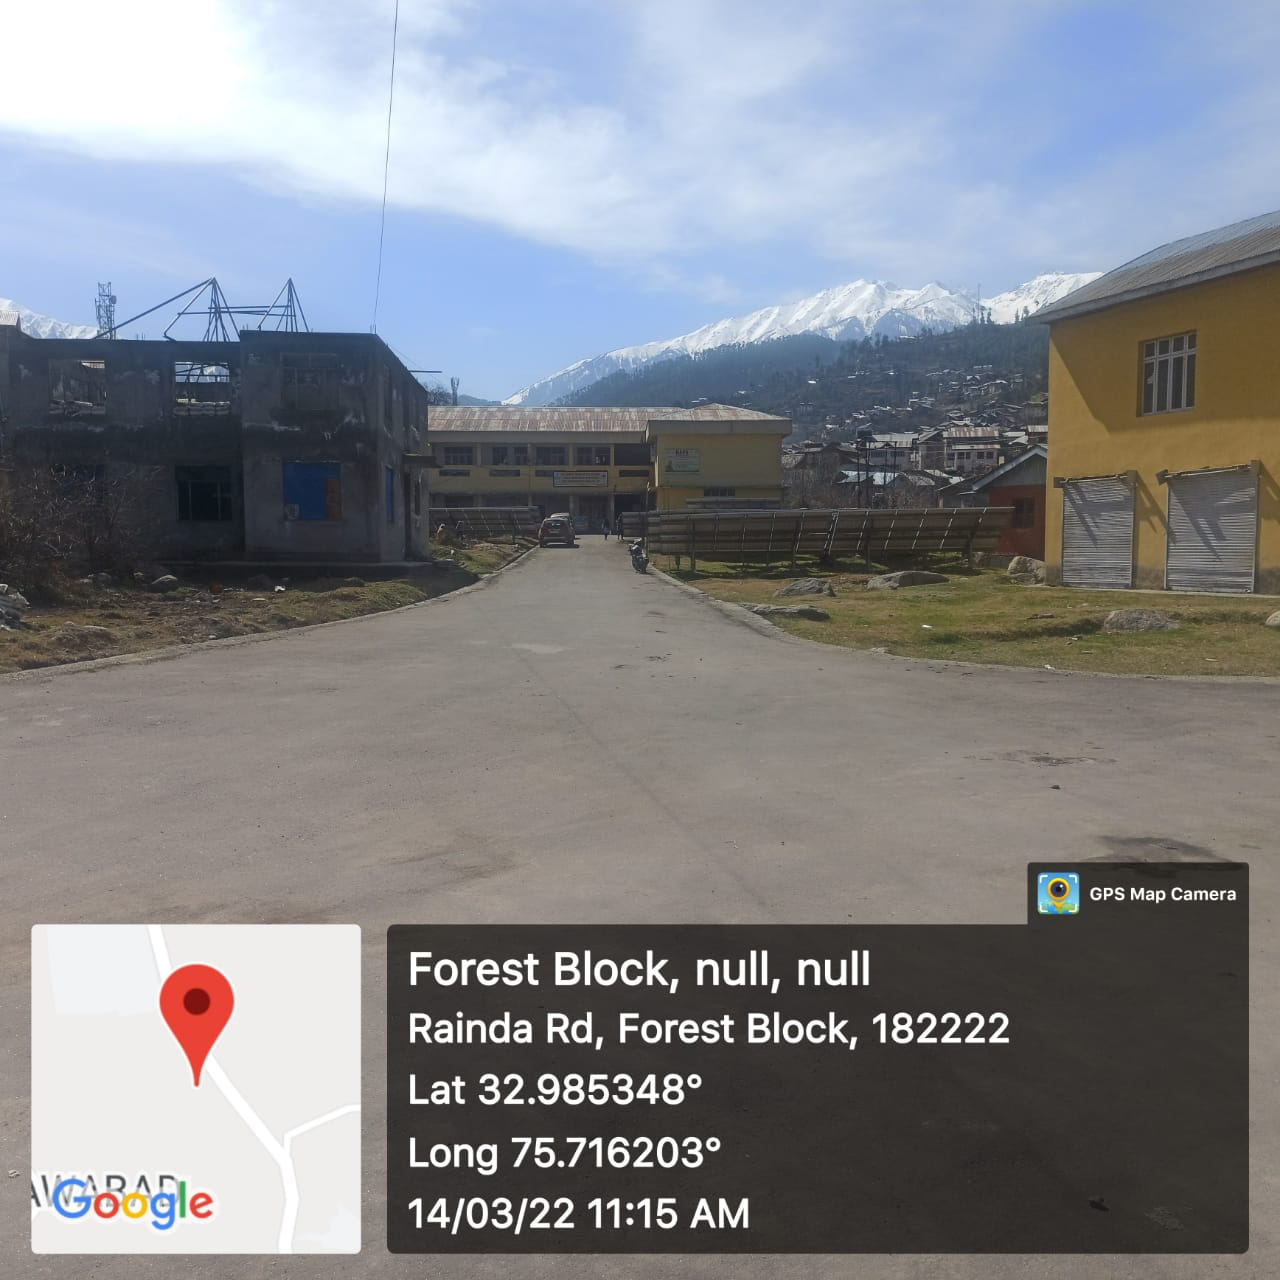 GPS Map Camera
Forest Block, null, null
Rainda Rd, Forest Block, 182222
Lat 32.985348°
Long 75.716203°
14/03/22 11:15 AM
AWABAD
Google